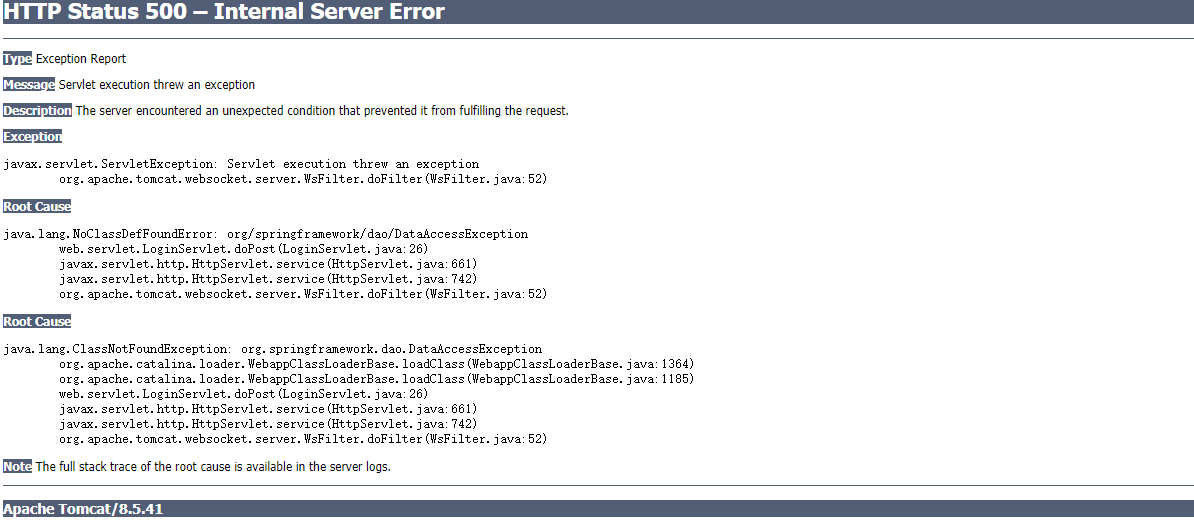 HTTP Status 500 – Internal Server Error
Type Exception Report
Message Servlet execution threw an exception
Description The server encountered an unexpected condition that prevented it from fulfilling the request.
Exception
javax.servlet.ServletException: Servlet execution threw an exception
org.apache.tomcat.websocket.server.WsFilter.doFilter(WsFilter.java:52)
Root Cause
java.lang.NoClassDefFoundError: org/springframework/dao/DataAccessException
web.servlet.LoginServlet.doPost(LoginServlet.java:26)
javax.servlet.http.HttpServlet.service(HttpServlet.java:661)
javax.servlet.http.HttpServlet.service(HttpServlet.java:742)
org.apache.tomcat.websocket.server.WsFilter.doFilter(WsFilter.java:52)
Root Cause
java.lang.ClassNotFoundException: org.springframework.dao.DataAccessException
org.apache.catalina.loader.WebappClassLoaderBase.loadClass(WebappClassLoaderBase.java:1364)
org.apache.catalina.loader.WebappClassLoaderBase.loadClass(WebappClassLoaderBase.java:1185)
web.servlet.LoginServlet.doPost(LoginServlet.java:26)
javax.servlet.http.HttpServlet.service(HttpServlet.java:661)
javax.servlet.http.HttpServlet.service(HttpServlet.java:742)
org.apache.tomcat.websocket.server.WsFilter.doFilter(WsFilter.java:52)
Note The full stack trace of the root cause is available in the server logs.
Apache Tomcat/8.5.41